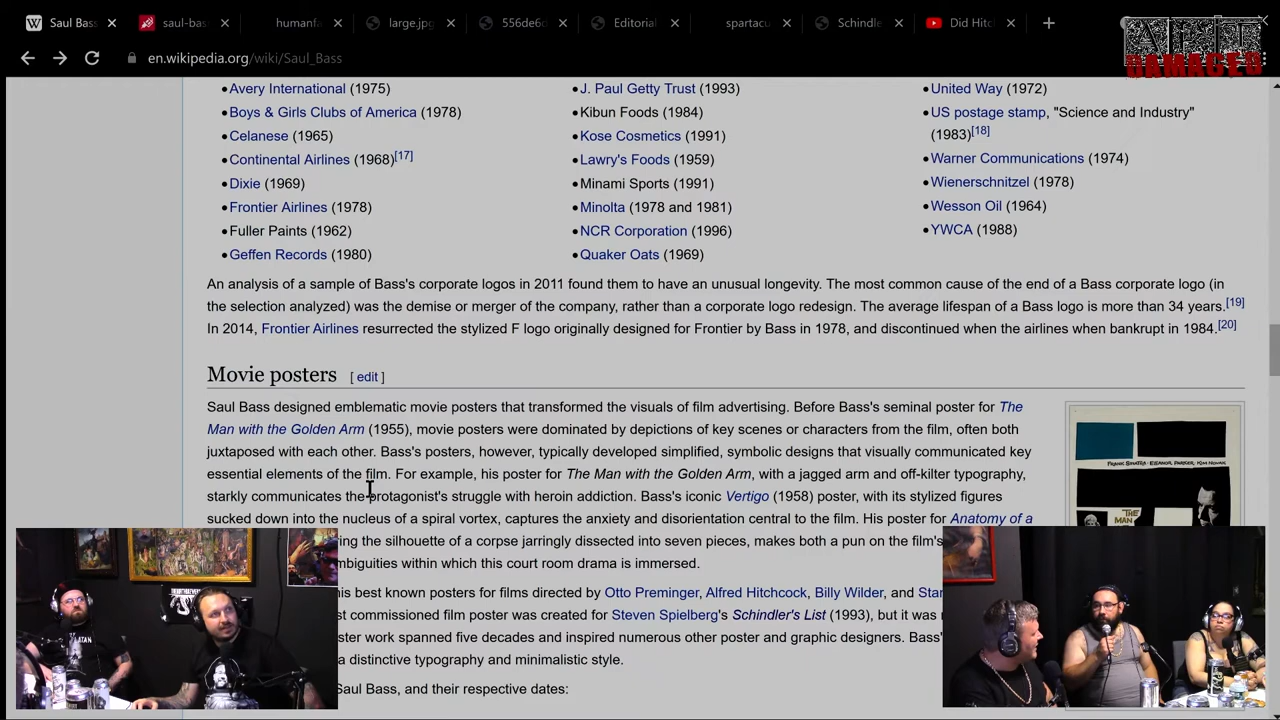 Saul Bass
saul-bas
humanfa
large.jpg
556de6c
Editorial
spartacu
Schindle
Did Hitc
en.wikipedia.org/wiki/Saul_Bass
APD
DAMAGED
•Avery International (1975)
•Boys & Girls Clubs of America (1978)
•Celanese (1965)
•Continental Airlines (1968)[17]
•Dixie (1969)
•Frontier Airlines (1978)
•Fuller Paints (1962)
•Geffen Records (1980)
•J. Paul Getty Trust (1993)
•Kibun Foods (1984)
•Kose Cosmetics (1991)
•Lawry's Foods (1959)
•Minami Sports (1991)
•Minolta (1978 and 1981)
•NCR Corporation (1996)
•Quaker Oats (1969)
•United Way (1972)
•US postage stamp, "Science and Industry"
(1983)[18]
•Warner Communications (1974)
•Wienerschnitzel (1978)
•Wesson Oil (1964)
•YWCA (1988)
An analysis of a sample of Bass's corporate logos in 2011 found them to have an unusual longevity. The most common cause of the end of a Bass corporate logo (in
the selection analyzed) was the demise or merger of the company, rather than a corporate logo redesign. The average lifespan of a Bass logo is more than 34 years.[19]
In 2014, Frontier Airlines resurrected the stylized F logo originally designed for Frontier by Bass in 1978, and discontinued when the airlines when bankrupt in 1984.[20]
Movie posters [ edit ]
Saul Bass designed emblematic movie posters that transformed the visuals of film advertising. Before Bass's seminal poster for The
Man with the Golden Arm (1955), movie posters were dominated by depictions of key scenes or characters from the film, often both
juxtaposed with each other. Bass's posters, however, typically developed simplified, symbolic designs that visually communicated key
essential elements of the film. For example, his poster for The Man with the Golden Arm, with a jagged arm and off-kilter typography,
starkly communicates the protagonist's struggle with heroin addiction. Bass's iconic Vertigo (1958) poster, with its stylized figures
sucked down into the nucleus of a spiral vortex, captures the anxiety and disorientation central to the film. His poster for Anatomy of a
ing the silhouette of a corpse jarringly dissected into seven pieces, makes both a pun on the film's
mbiguities within which this court room drama is immersed.
his best known posters for films directed by Otto Preminger, Alfred Hitchcock, Billy Wilder, and Star
st commissioned film poster was created for Steven Spielberg's Schindler's List (1993), but it was
ster work spanned five decades and inspired numerous other poster and graphic designers. Bass'
a distinctive typography and minimalistic style.
Saul Bass, and their respective dates:
FRANK SINATRA · ELEANOR PARKER · KIM NOVAK
THE
MAN